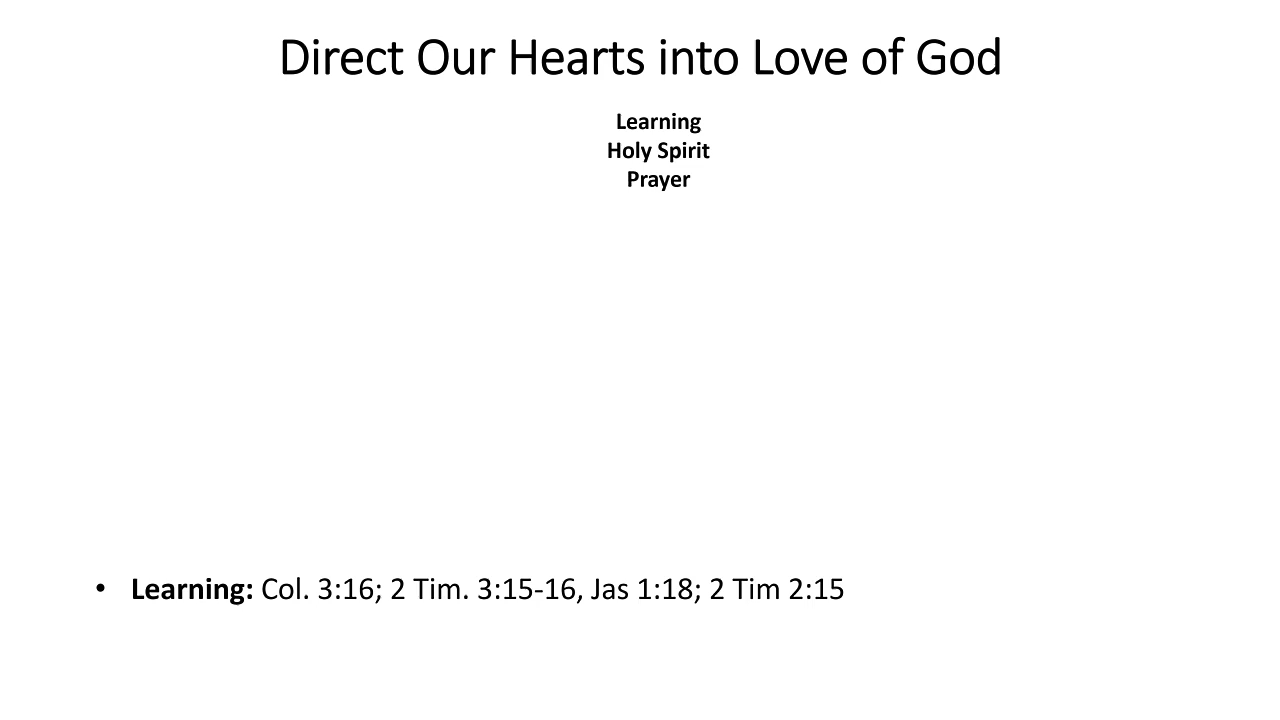 Direct Our Hearts into Love of God
Learning
Holy Spirit
Prayer
• Learning: Col. 3:16; 2 Tim. 3:15-16, Jas 1:18; 2 Tim 2:15